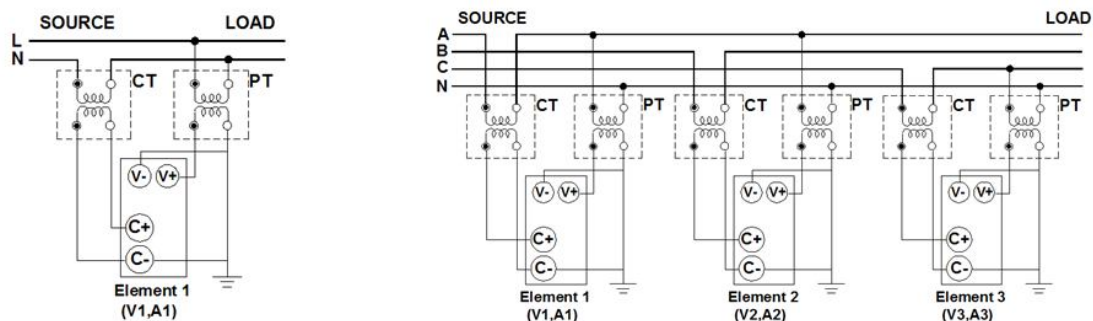 SOURCE LOAD
L
N
CT PT
V- V+
C+
C-
Element 1
(V1,A1)
SOURCE LOAD
A
B
C
N
CT PT CT PT CT PT
V- V+ V- V+ V- V+
C+ C+ C+
C- C- C-
Element 1 Element 2 Element 3
(V1,A1) (V2,A2) (V3,A3)